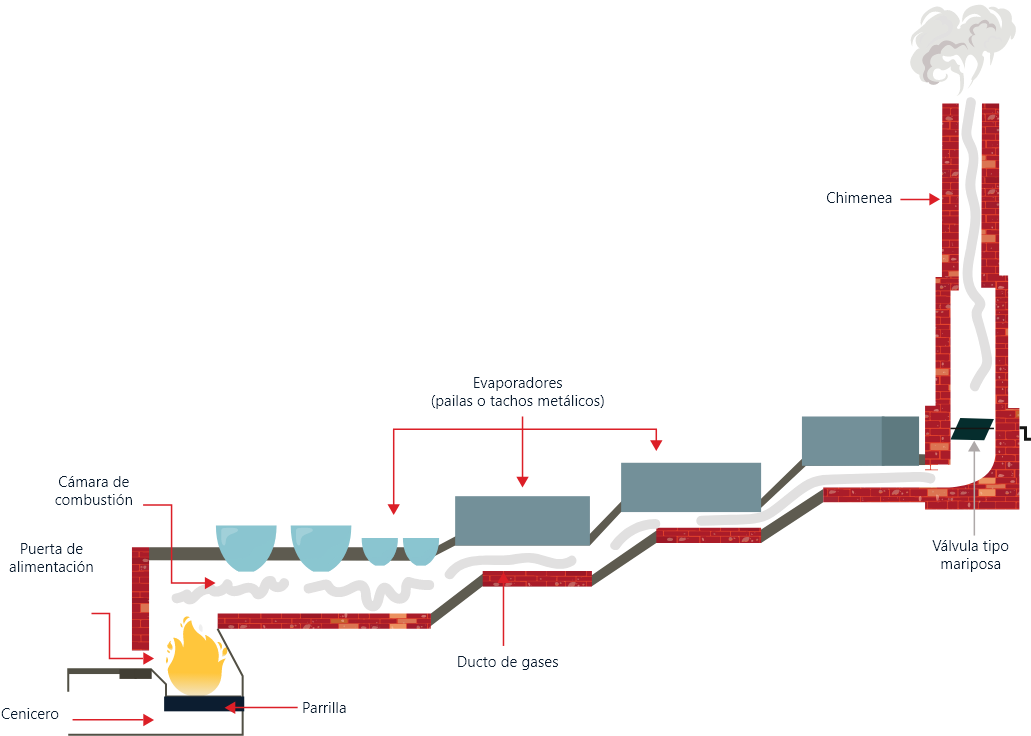 Chimenea
Evaporadores
(pailas o tachos metálicos)
Cámara de
combustión
Puerta de
alimentación
Válvula tipo
mariposa
Ducto de gases
Cenicero
Parrilla